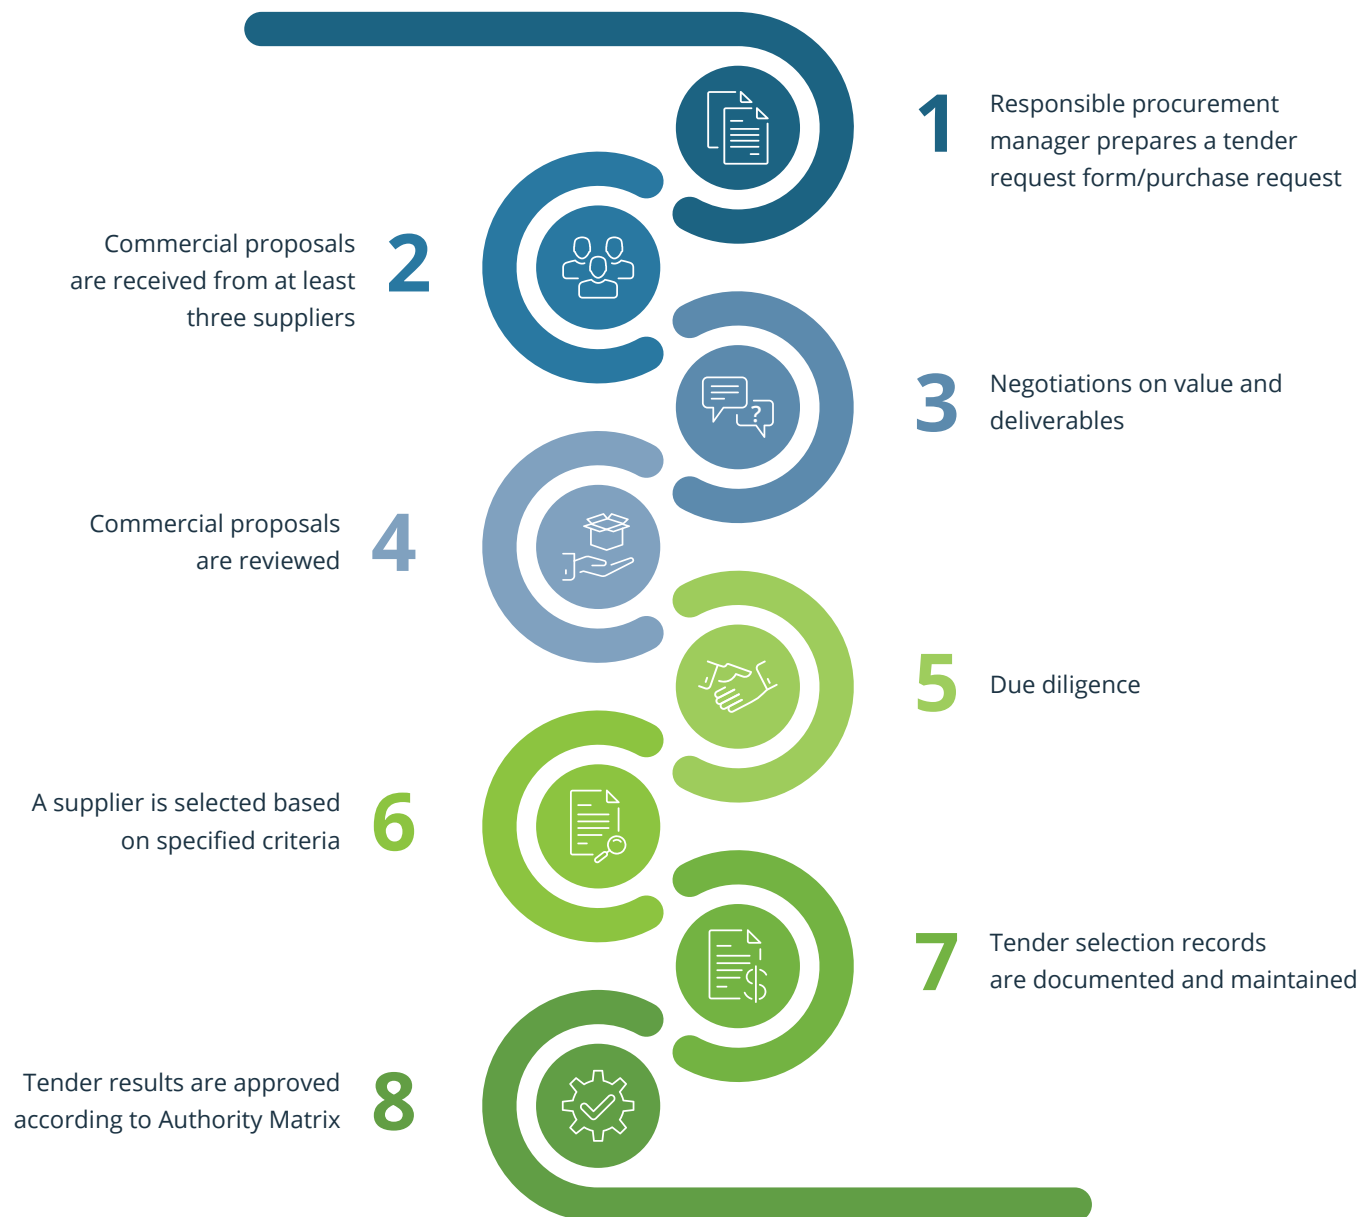 1
Responsible procurement
manager prepares a tender
request form/purchase request
2
Commercial proposals
are received from at least
three suppliers
3
Negotiations on value and
deliverables
?
4
Commercial proposals
are reviewed
5
Due diligence
6
A supplier is selected based
on specified criteria
7
Tender selection records
are documented and maintained
$
8
Tender results are approved
according to Authority Matrix